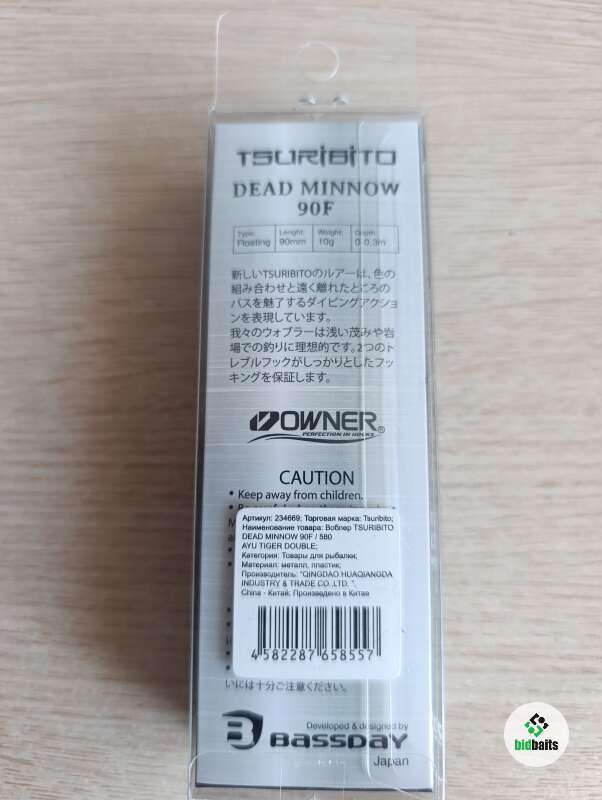 TSURIBITO
DEAD MINNOW
90F
Type: Lenght: Weight: Depth:
Floating 90mm 10g 0-0,3m
新しいTSURIBITOのルアーは、色の
組み合わせと遠く離れたところの
バスを魅了するダイビングアクション
を表現しています。
我々のウォブラーは浅い茂みや岩
場での釣りに理想的です。2つのト
レブルフックがしっかりとしたフッ
キングを保証します。
OWNER®
PERFECTION IN HOOKS
CAUTION
• Keep away from children.
Артикул: 234669; Торговая марка: Tsuribito;
Наименование товара: Воблер TSURIBITO
DEAD MINNOW 90F / 580
AYU TIGER DOUBLE;
Категория: Товары для рыбалки;
Материал: металл, пластик;
Производитель: "QINGDAO HUAQIANGDA
INDUSTRY & TRADE CO.,LTD. ",
China - Китай. Произведено в Китае
4 582287 658557
いには十分ご注意ください。
Developed & designed by
BASSDAY
Japan
bidbaits